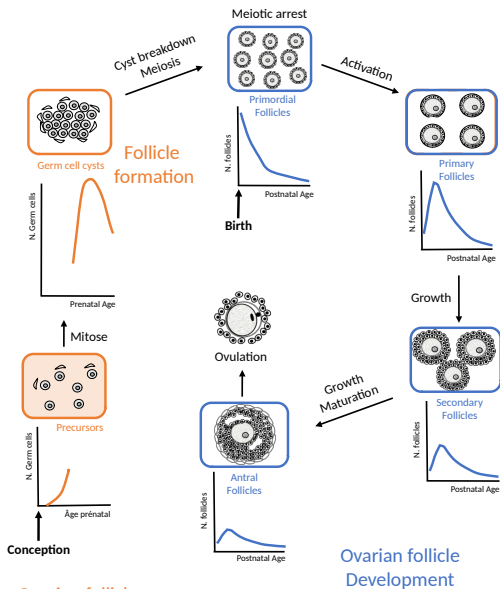 Meiotic arrest
Cyst breakdown
Meiosis
Activation
Primordial
Follicles
Germ cell cysts
Follicle
formation
N. follicles
Postnatal Age
Birth
Primary
Follicles
N. follicles
Postnatal Age
N. Germ cells
Prenatal Age
Mitose
Growth
Ovulation
Precursors
Growth
Maturation
Secondary
Follicles
N. follicles
Postnatal Age
Antral
Follicles
N. follicles
Postnatal Age
N. Germ cells
Âge prénatal
Conception
Ovarian follicle
Development